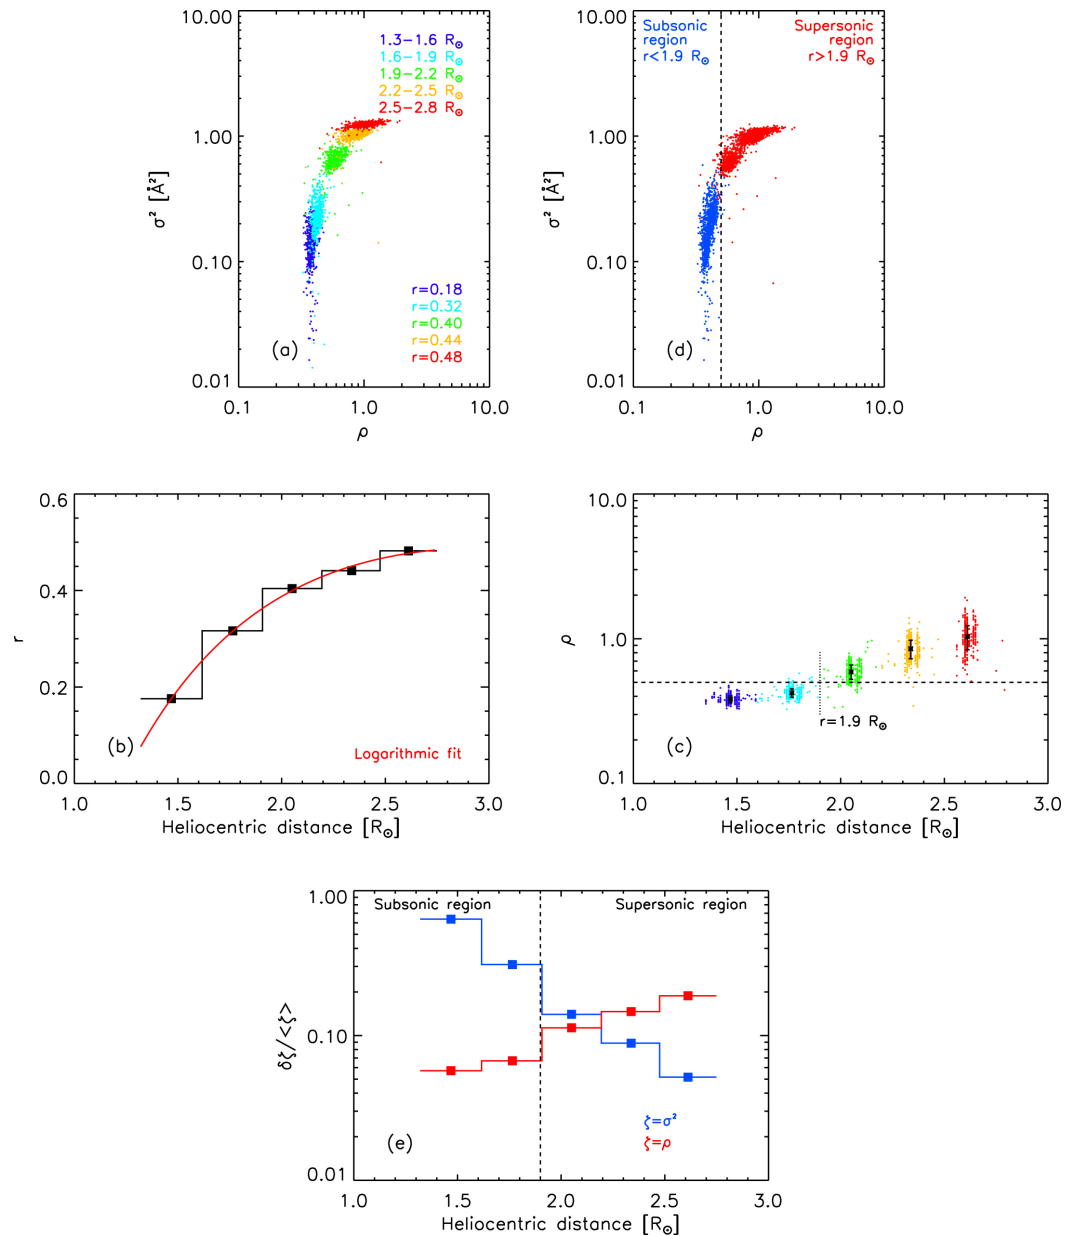 10.00
1.00
0.10
0.01
σ² [Å²]
1.3−1.6 R☉
1.6−1.9 R☉
1.9−2.2 R☉
2.2−2.5 R☉
2.5−2.8 R☉
r=0.18
r=0.32
r=0.40
r=0.44
r=0.48
(a)
0.1
1.0
10.0
ρ
10.00
1.00
0.10
0.01
σ² [Å²]
Subsonic
region
r<1.9 R☉
Supersonic
region
r>1.9 R☉
(d)
0.1
1.0
10.0
ρ
0.6
0.4
0.2
0.0
r
(b)
Logarithmic fit
1.0
1.5
2.0
2.5
3.0
Heliocentric distance [R☉]
10.0
1.0
0.1
ρ
r=1.9 R☉
(c)
1.0
1.5
2.0
2.5
3.0
Heliocentric distance [R☉]
1.00
0.10
0.01
δζ/<ζ>
Subsonic region
Supersonic region
ζ=σ²
ζ=ρ
(e)
1.0
1.5
2.0
2.5
3.0
Heliocentric distance [R☉]